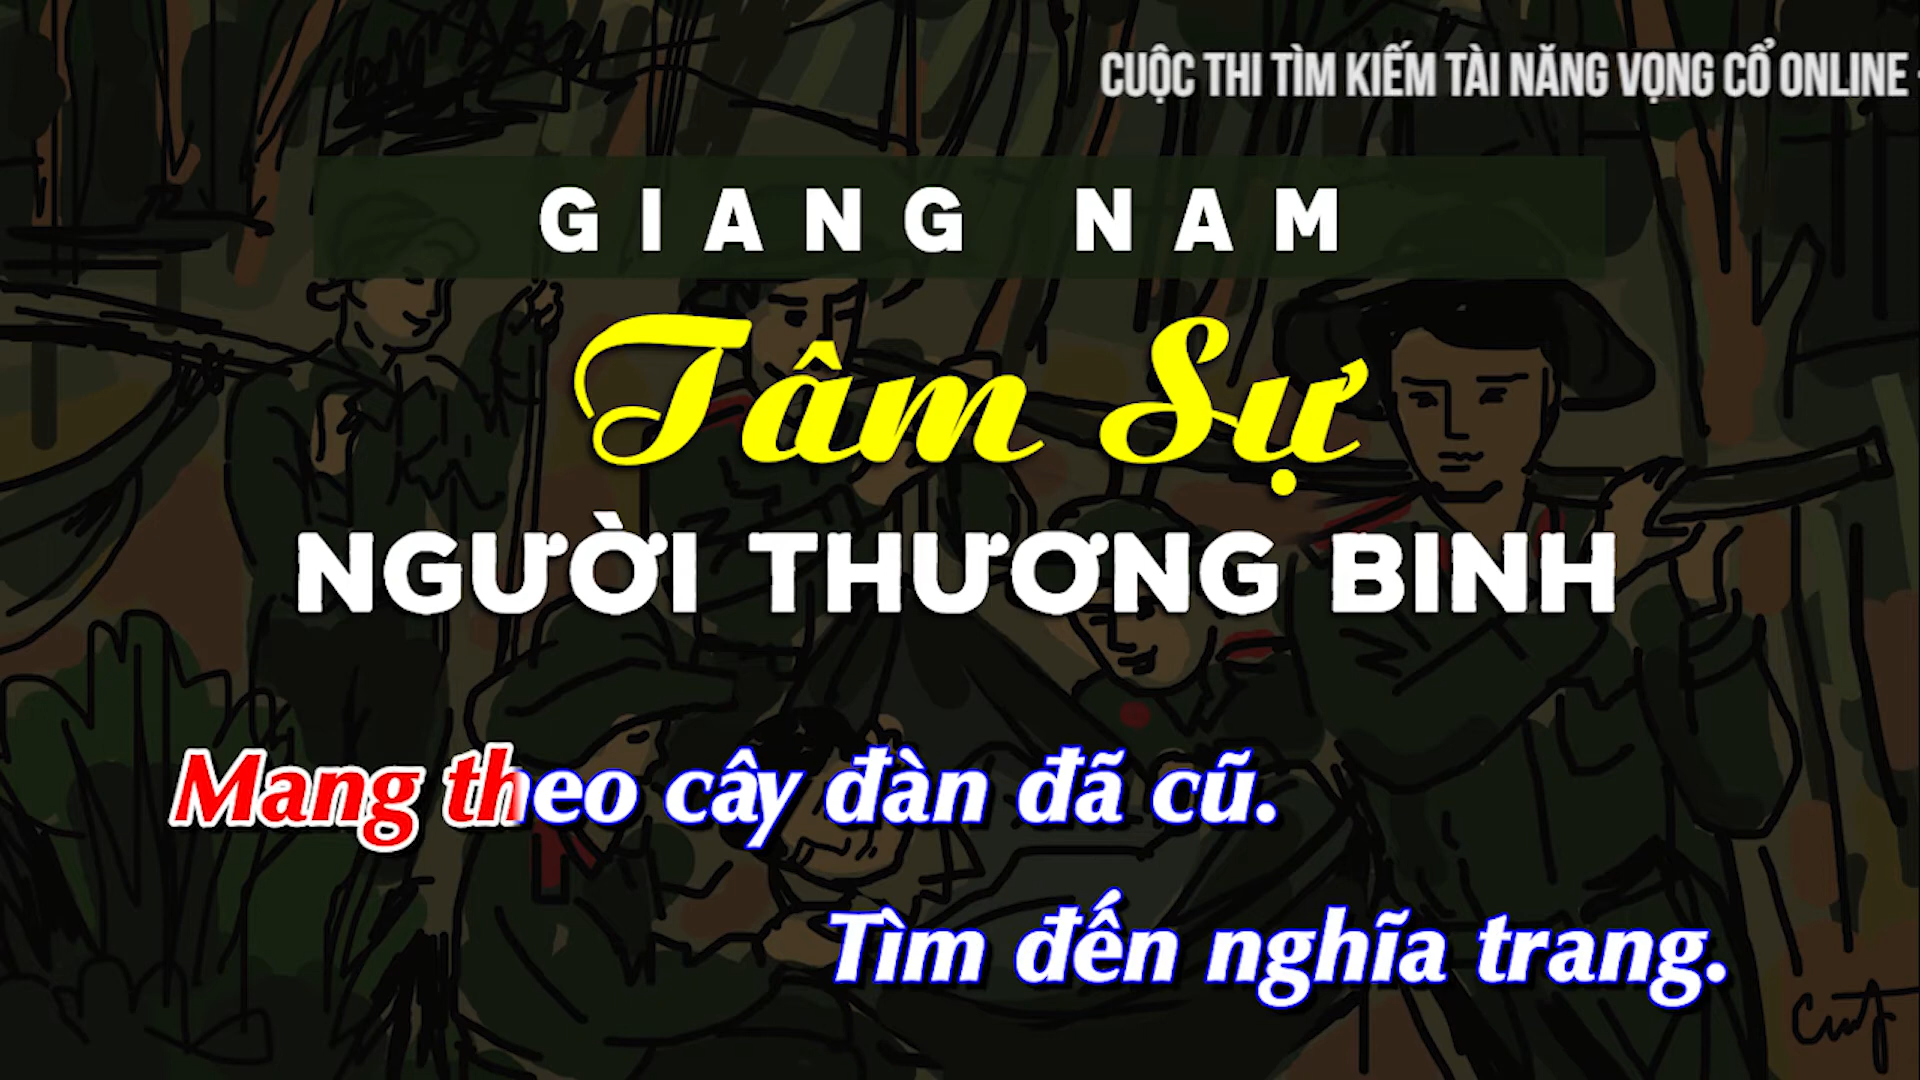 CUỘC THI TÌM KIẾM TÀI NĂNG VỌNG CỔ ONLINE
GIANG NAM
Tâm Sự
NGƯỜI THƯƠNG BINH
Mang theo cây đàn đã cũ.
Tìm đến nghĩa trang.